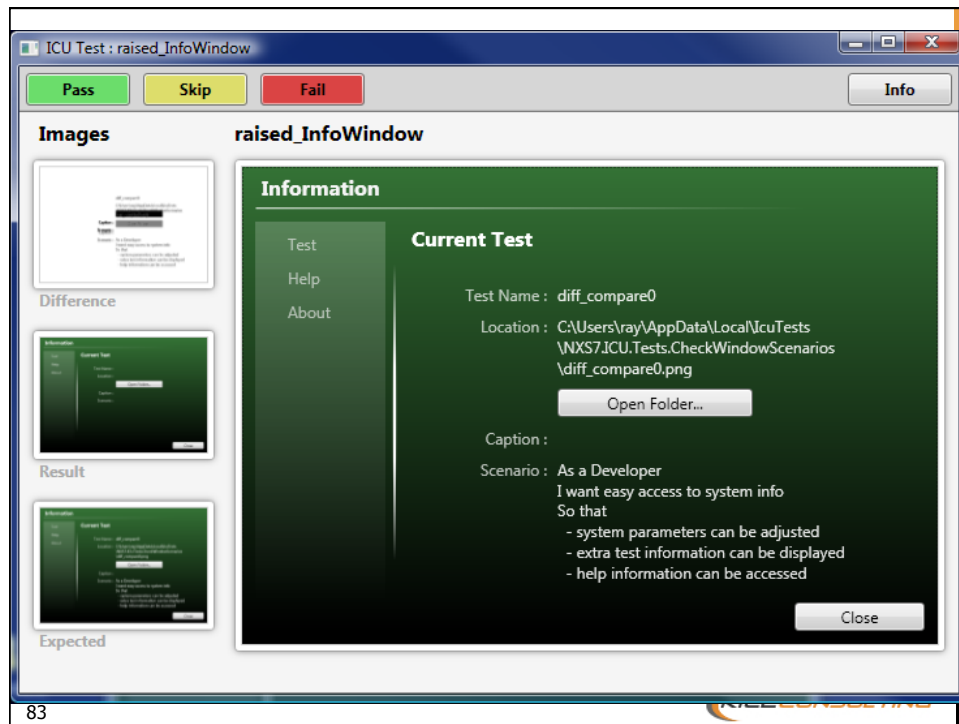 ICU Test : raised_InfoWindow
Pass
Skip
Fail
Info
Images
raised_InfoWindow
Difference
Result
Expected
Information
Test
Help
About
Current Test
Test Name : diff_compare0
Location : C:\Users\ray\AppData\Local\IcuTests
\NXS7.ICU.Tests.CheckWindowScenarios
\diff_compare0.png
Open Folder...
Caption :
Scenario : As a Developer
I want easy access to system info
So that
- system parameters can be adjusted
- extra test information can be displayed
- help information can be accessed
Close
83